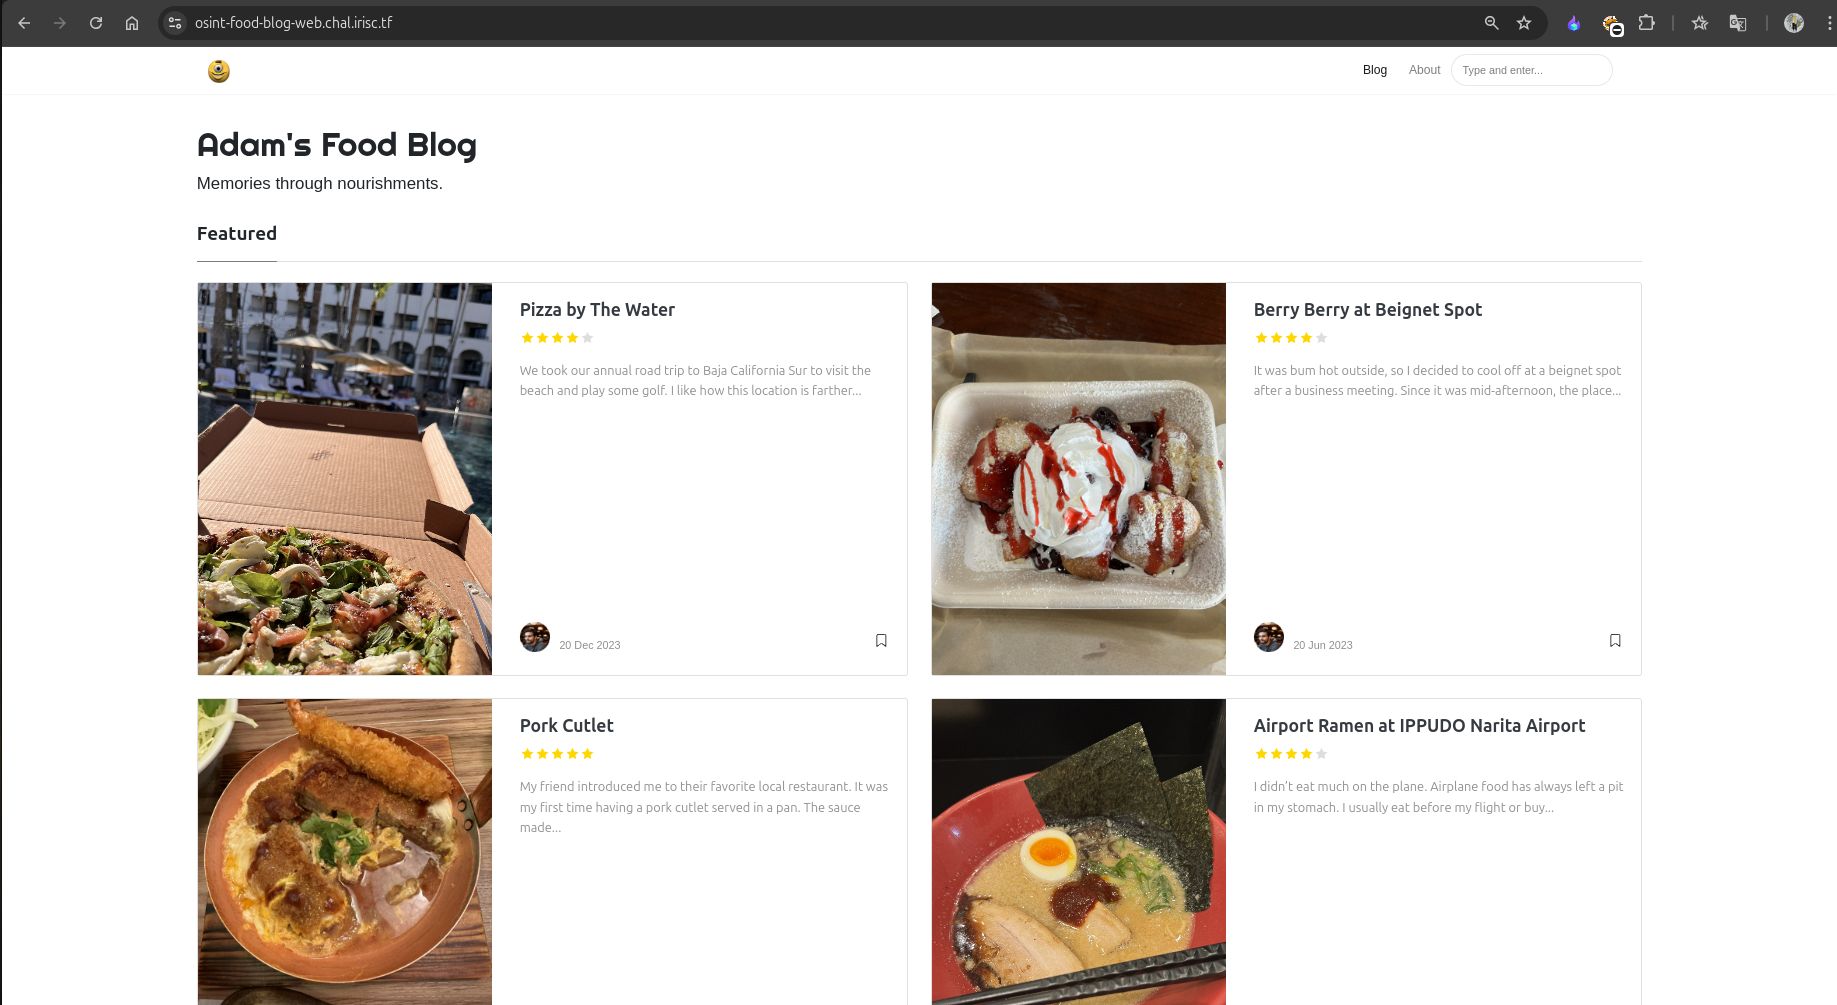 osint-food-blog-web.chal.irisc.tf
Blog
About
Type and enter...
Adam's Food Blog
Memories through nourishments.
Featured
Pizza by The Water
We took our annual road trip to Baja California Sur to visit the
beach and play some golf. I like how this location is farther...
20 Dec 2023
Berry Berry at Beignet Spot
It was bum hot outside, so I decided to cool off at a beignet spot
after a business meeting. Since it was mid-afternoon, the place...
20 Jun 2023
Pork Cutlet
My friend introduced me to their favorite local restaurant. It was
my first time having a pork cutlet served in a pan. The sauce
made...
Airport Ramen at IPPUDO Narita Airport
I didn’t eat much on the plane. Airplane food has always left a pit
in my stomach. I usually eat before my flight or buy...